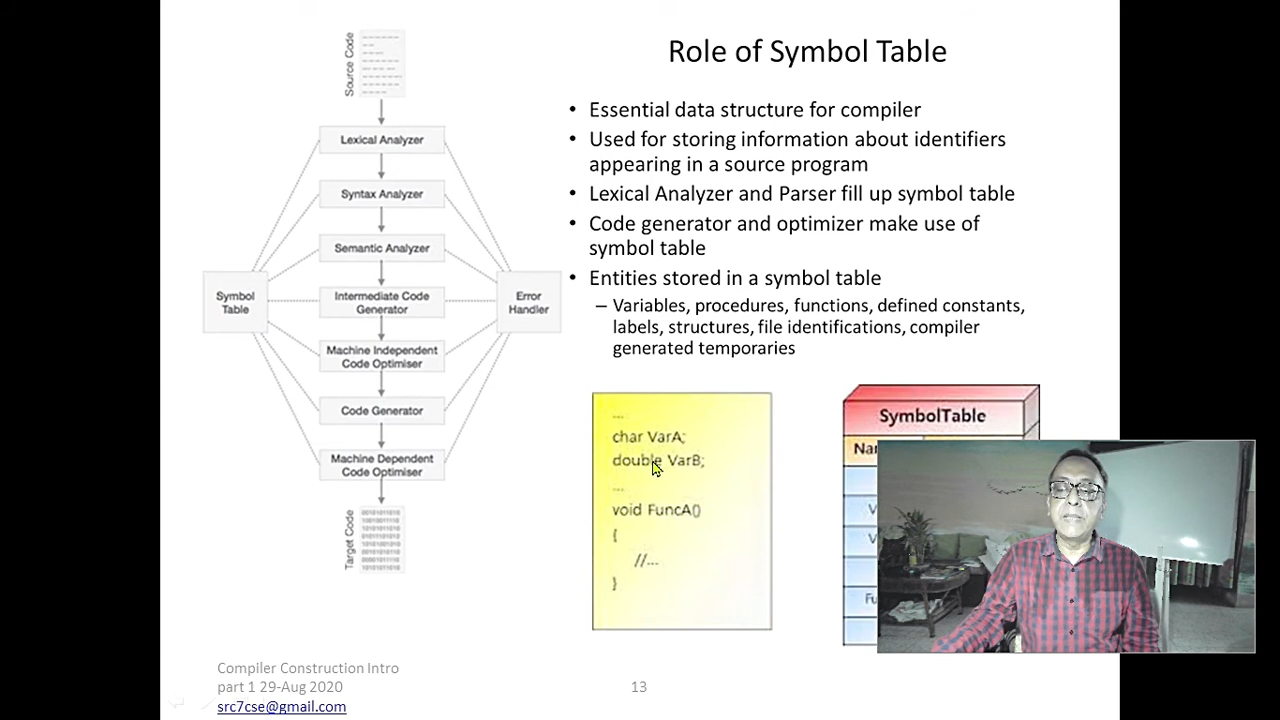 Role of Symbol Table
Source Code
Lexical Analyzer
Syntax Analyzer
Semantic Analyzer
Symbol
Table
Intermediate Code
Generator
Error
Handler
Machine Independent
Code Optimiser
Code Generator
Machine Dependent
Code Optimiser
Target Code
• Essential data structure for compiler
• Used for storing information about identifiers
appearing in a source program
• Lexical Analyzer and Parser fill up symbol table
• Code generator and optimizer make use of
symbol table
• Entities stored in a symbol table
– Variables, procedures, functions, defined constants,
labels, structures, file identifications, compiler
generated temporaries
...
char VarA;
double VarB;
...
void FuncA()
{
//...
}
SymbolTable
Compiler Construction Intro
part 1 29-Aug 2020
src7cse@gmail.com
13